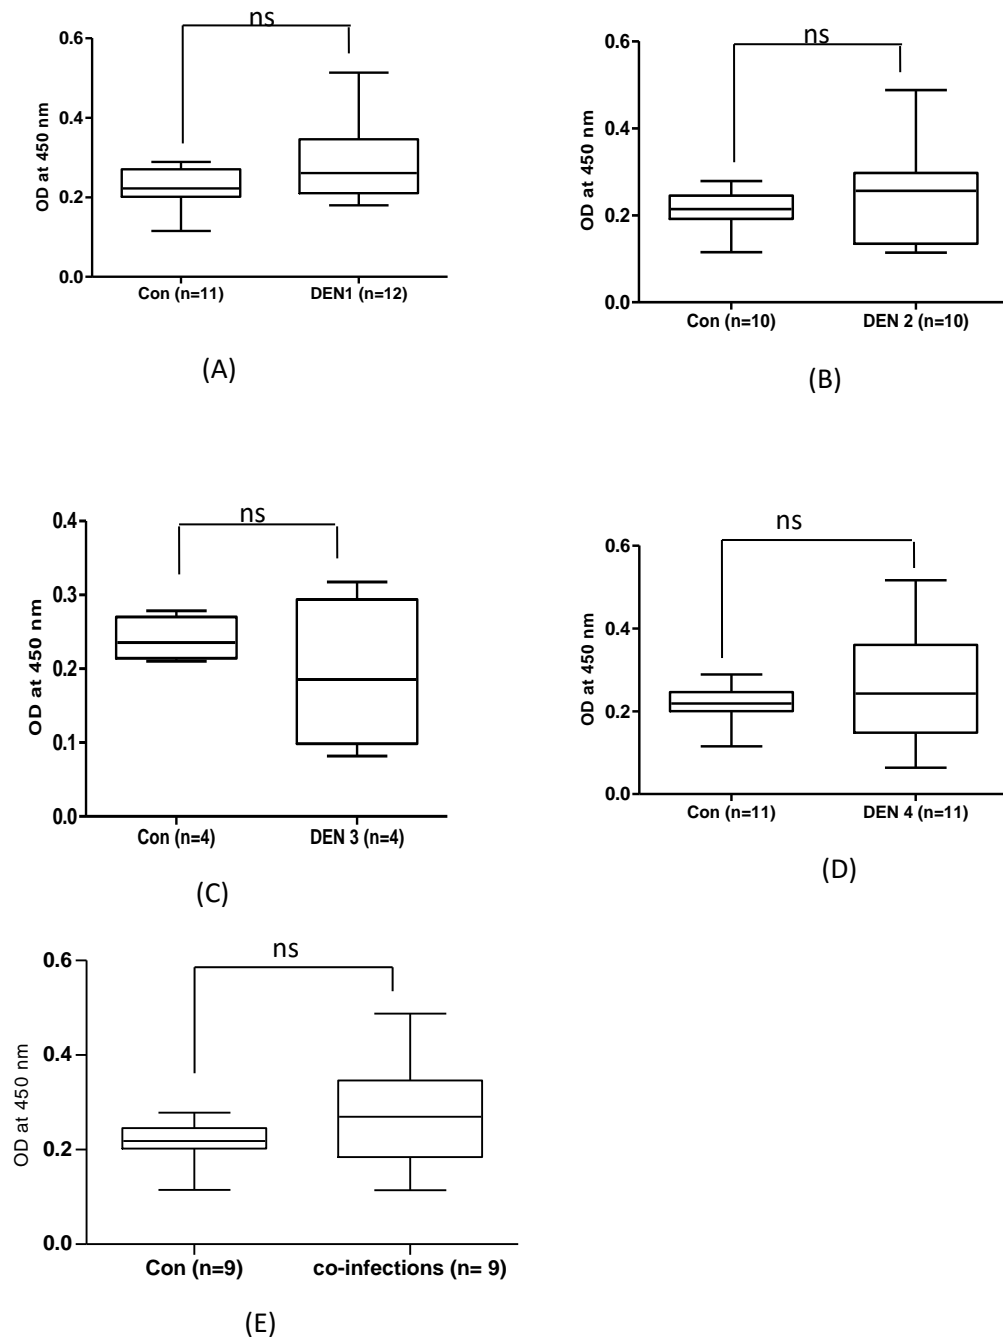 ns
0.6
0.4
0.2
0.0
OD at 450 nm
Con (n=11)
DEN1 (n=12)
(A)
ns
0.6
0.4
0.2
0.0
OD at 450 nm
Con (n=10)
DEN 2 (n=10)
(B)
ns
0.4
0.3
0.2
0.1
0.0
OD at 450 nm
Con (n=4)
DEN 3 (n=4)
(C)
ns
0.6
0.4
0.2
0.0
OD at 450 nm
Con (n=11)
DEN 4 (n=11)
(D)
ns
0.6
0.4
0.2
0.0
OD at 450 nm
Con (n=9)
co-infections (n= 9)
(E)